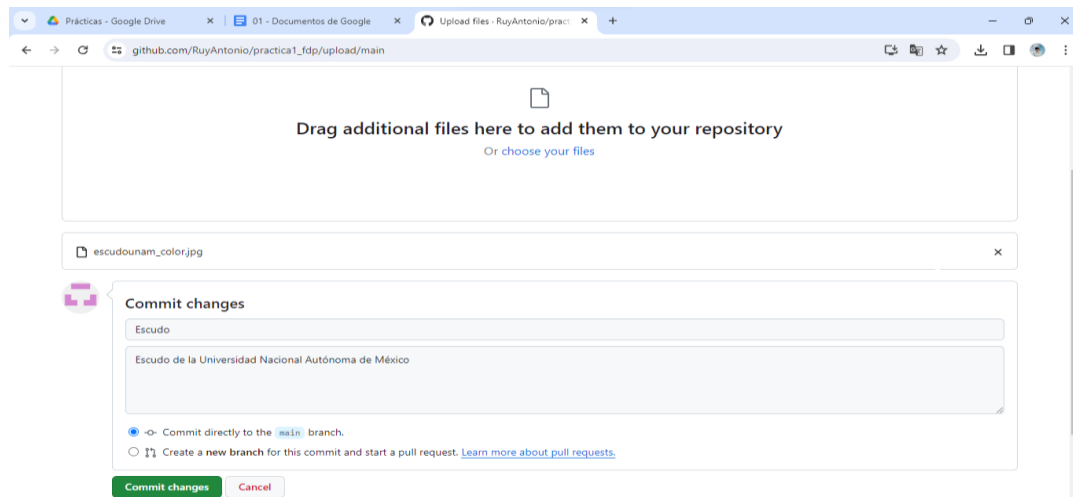 Prácticas - Google Drive
01 - Documentos de Google
Upload files · RuyAntonio/pract
github.com/RuyAntonio/practica1_fdp/upload/main
Drag additional files here to add them to your repository
Or choose your files
escudounam_color.jpg
Commit changes
Escudo
Escudo de la Universidad Nacional Autónoma de México
Commit directly to the main branch.
Create a new branch for this commit and start a pull request. Learn more about pull requests.
Commit changes
Cancel